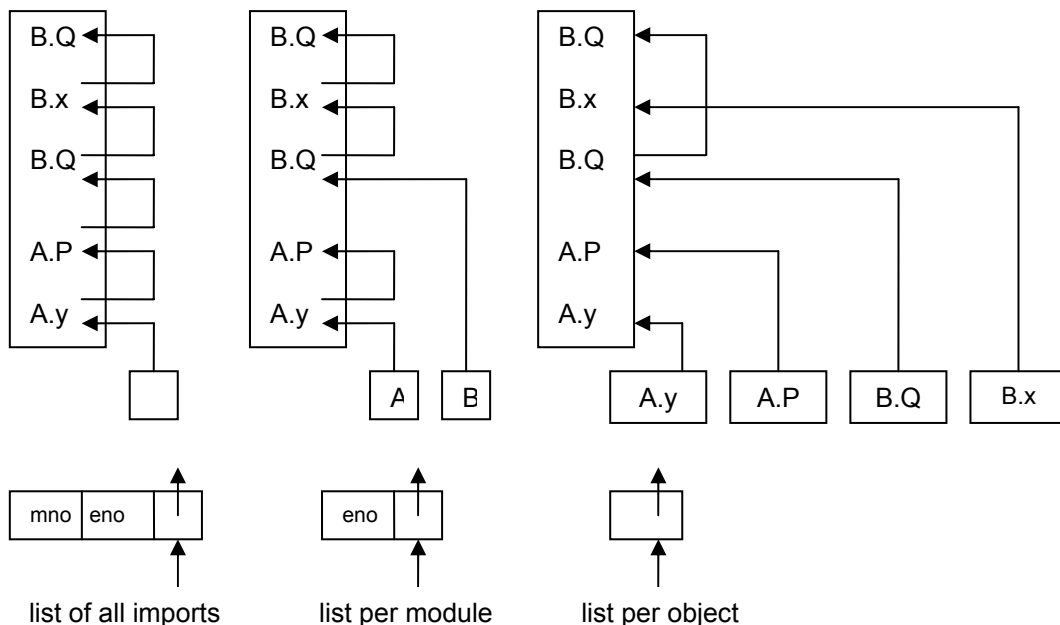 B.Q
B.x
B.Q
A.P
A.y
B.Q
B.x
B.Q
A.P
A.y
A
B
B.Q
B.x
B.Q
A.P
A.y
A.y
A.P
B.Q
B.x
mno eno
eno
list of all imports
list per module
list per object